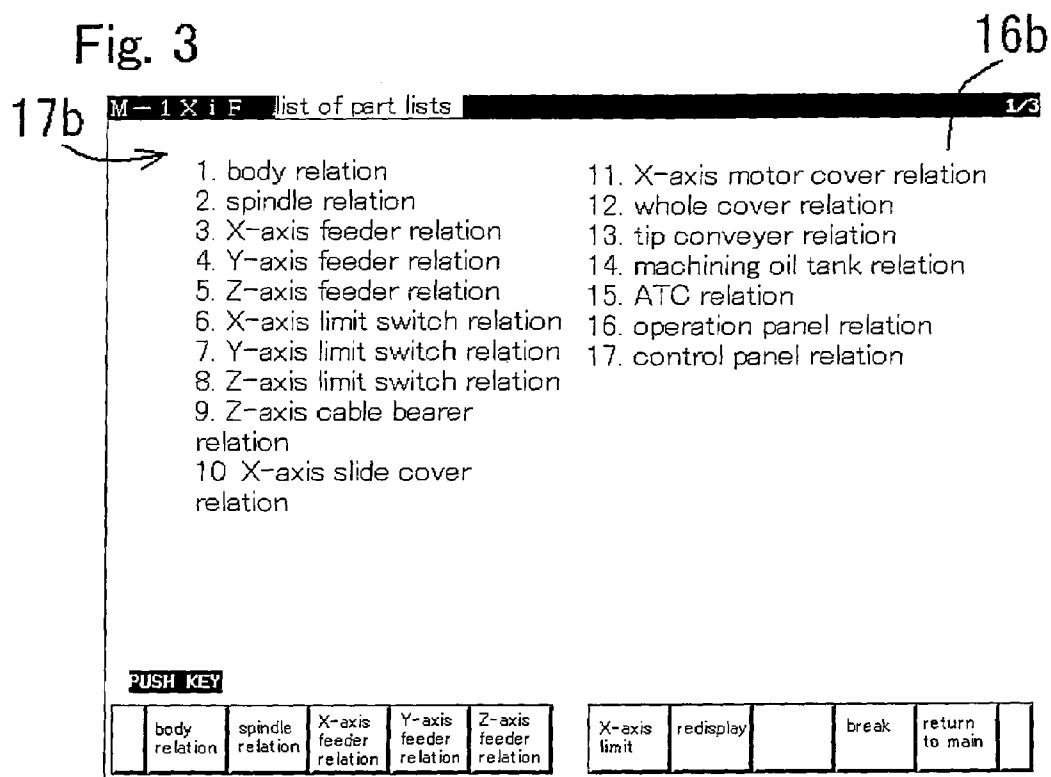 Fig. 3
16b
17b
M-1XiF list of part lists 1/3
1. body relation
2. spindle relation
3. X-axis feeder relation
4. Y-axis feeder relation
5. Z-axis feeder relation
6. X-axis limit switch relation
7. Y-axis limit switch relation
8. Z-axis limit switch relation
9. Z-axis cable bearer
relation
10 X-axis slide cover
relation
11. X-axis motor cover relation
12. whole cover relation
13. tip conveyer relation
14. machining oil tank relation
15. ATC relation
16. operation panel relation
17. control panel relation
PUSH KEY
body
relation
spindle
relation
X-axis
feeder
relation
Y-axis
feeder
relation
Z-axis
feeder
relation
X-axis
limit
redisplay
break
return
to main